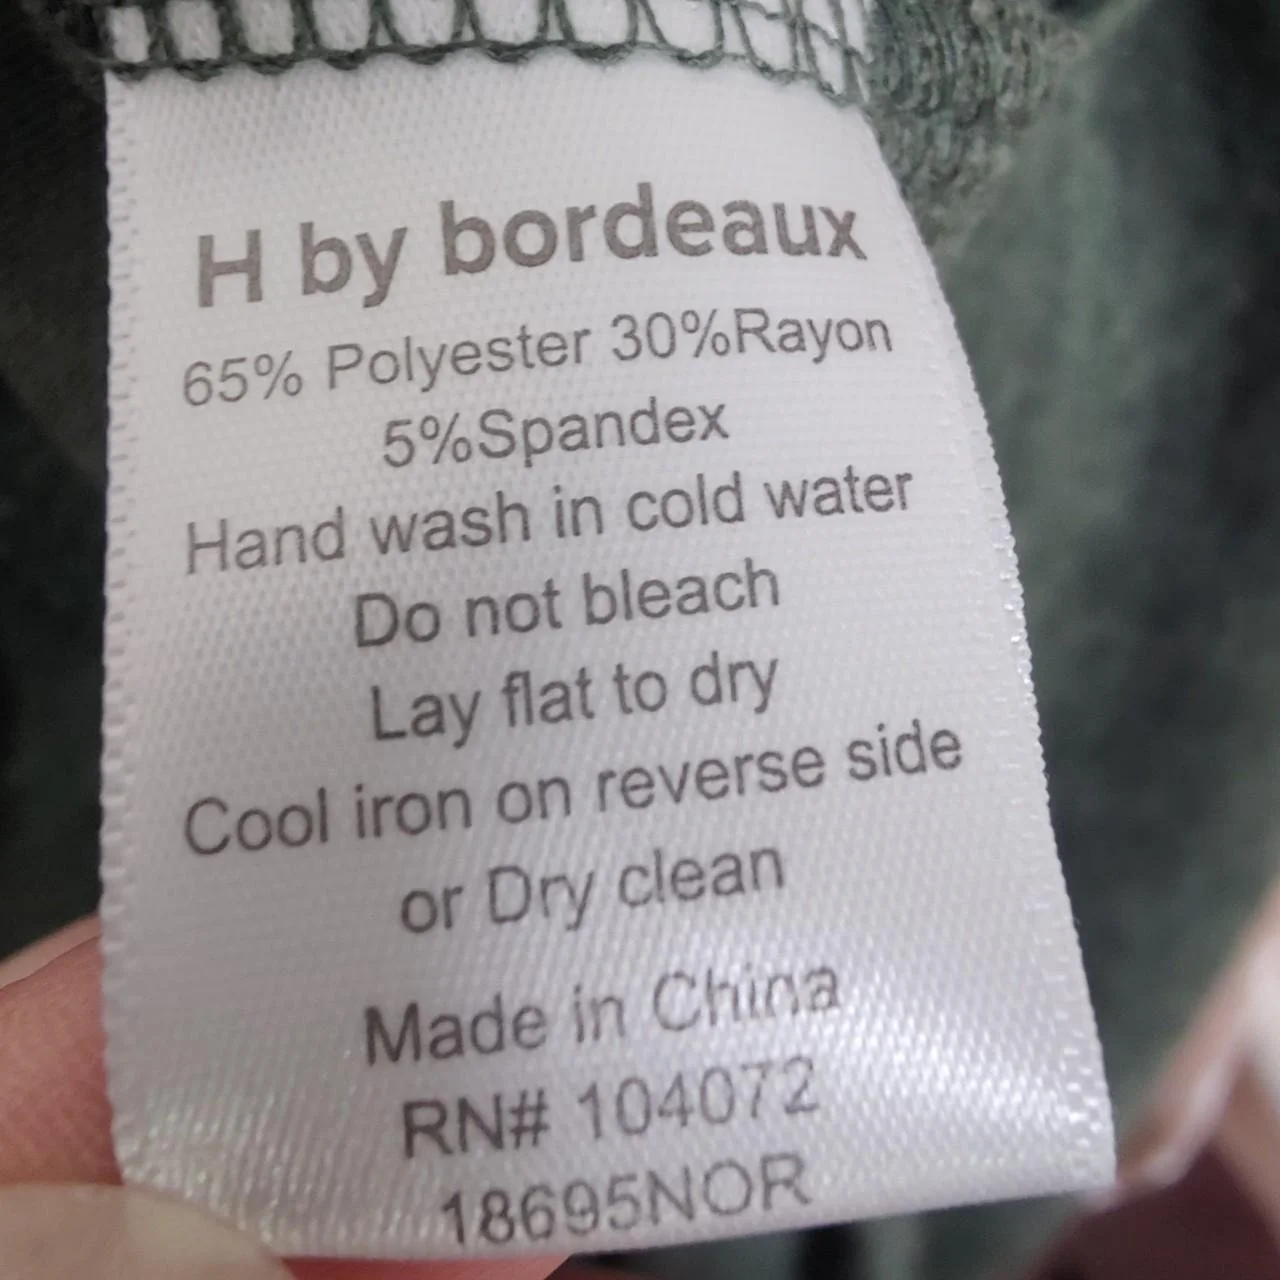 H by bordeaux
65% Polyester 30%Rayon
5%Spandex
Hand wash in cold water
Do not bleach
Lay flat to dry
Cool iron on reverse side
or Dry clean
Made in China
RN# 104072
18695NOR